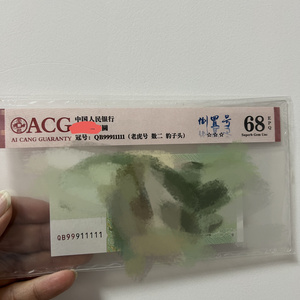 ACG
AI CANG GUARANTY
中国人民银行
圓
冠号：QB99911111（老虎号 数二 豹子头）
倒置号
☆☆☆
68 EPQ
Superb Gem Unc
QB99911111